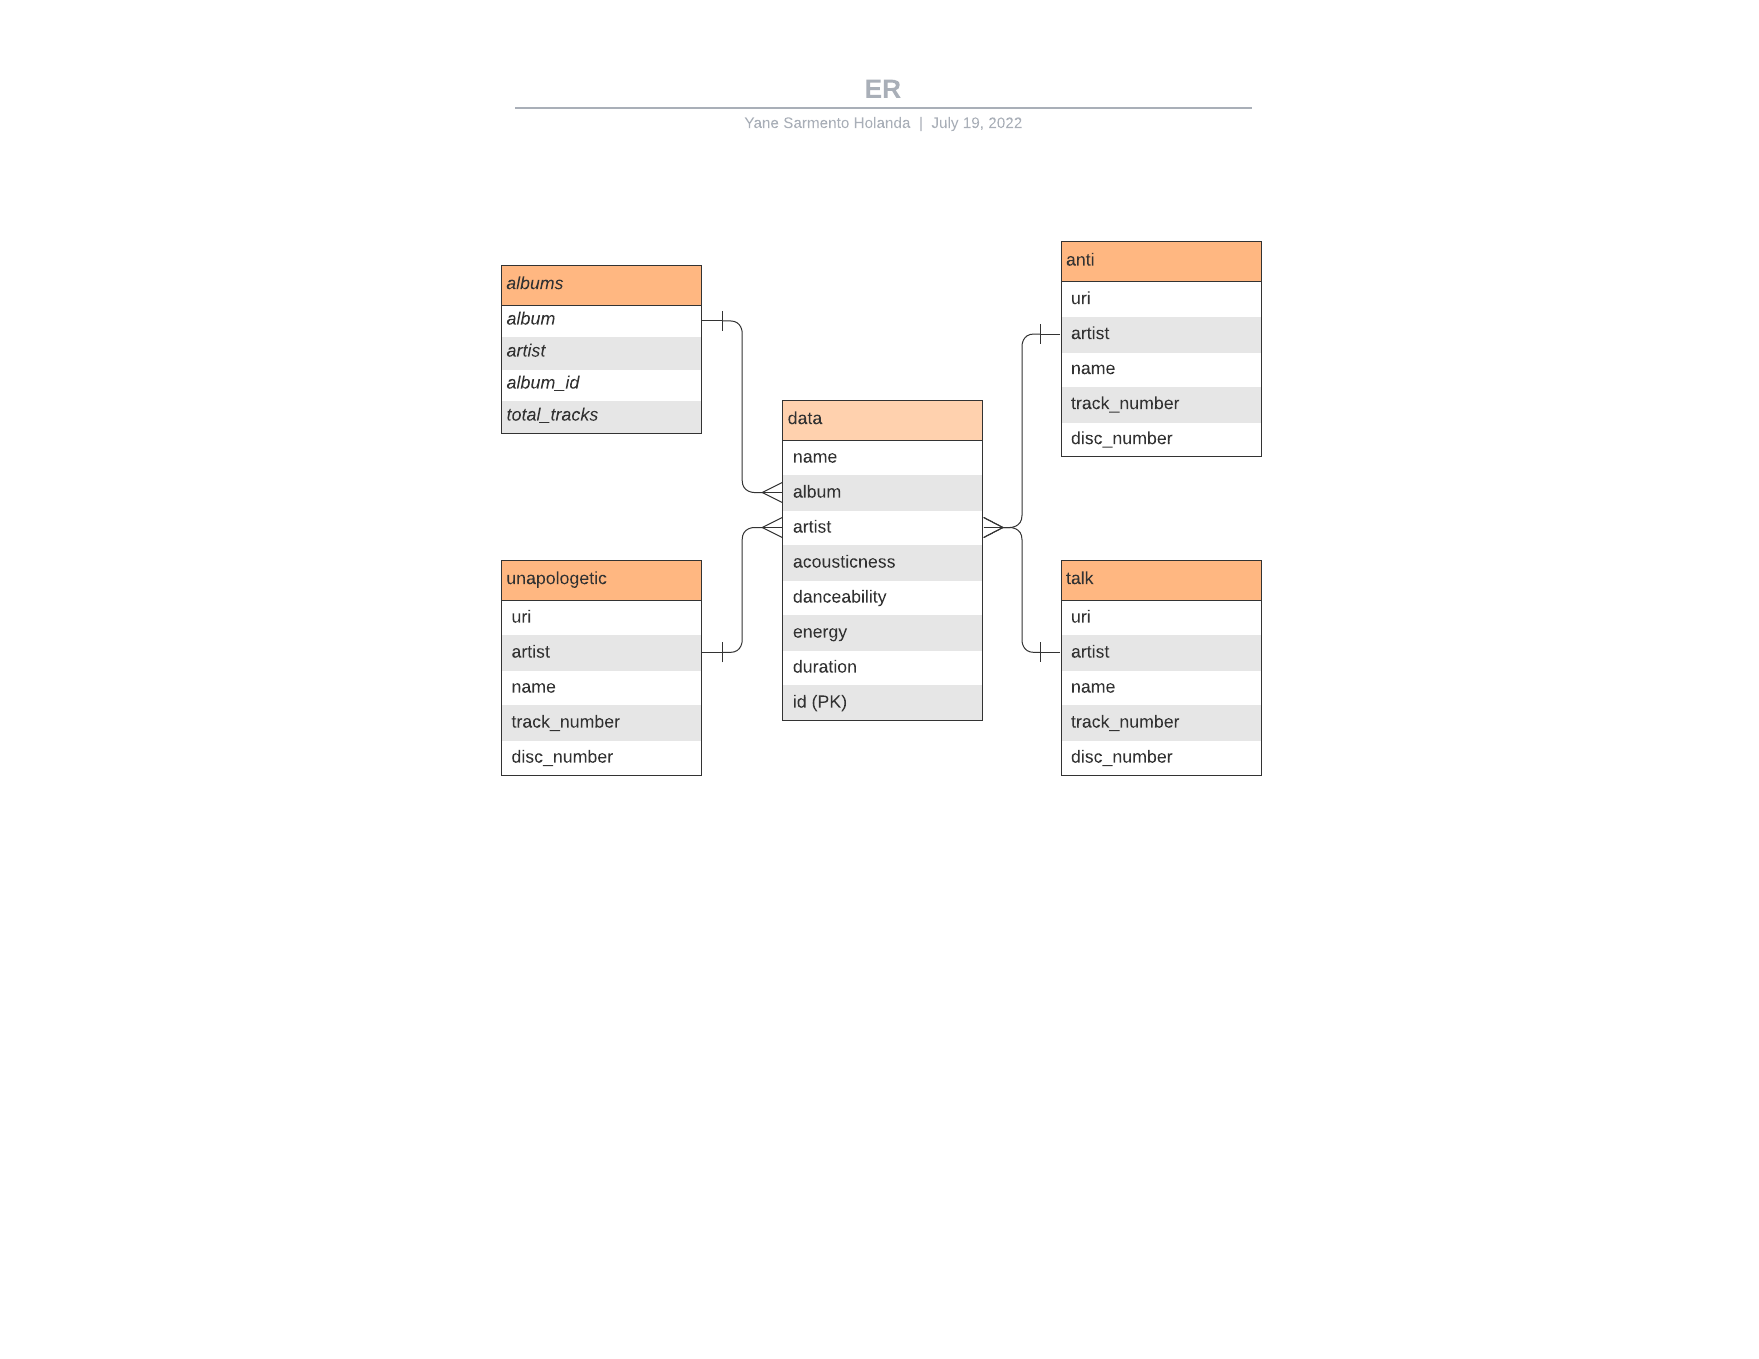 ER
Yane Sarmento Holanda | July 19, 2022
albums
album
artist
album_id
total_tracks
unapologetic
uri
artist
name
track_number
disc_number
data
name
album
artist
acousticness
danceability
energy
duration
id (PK)
anti
uri
artist
name
track_number
disc_number
talk
uri
artist
name
track_number
disc_number